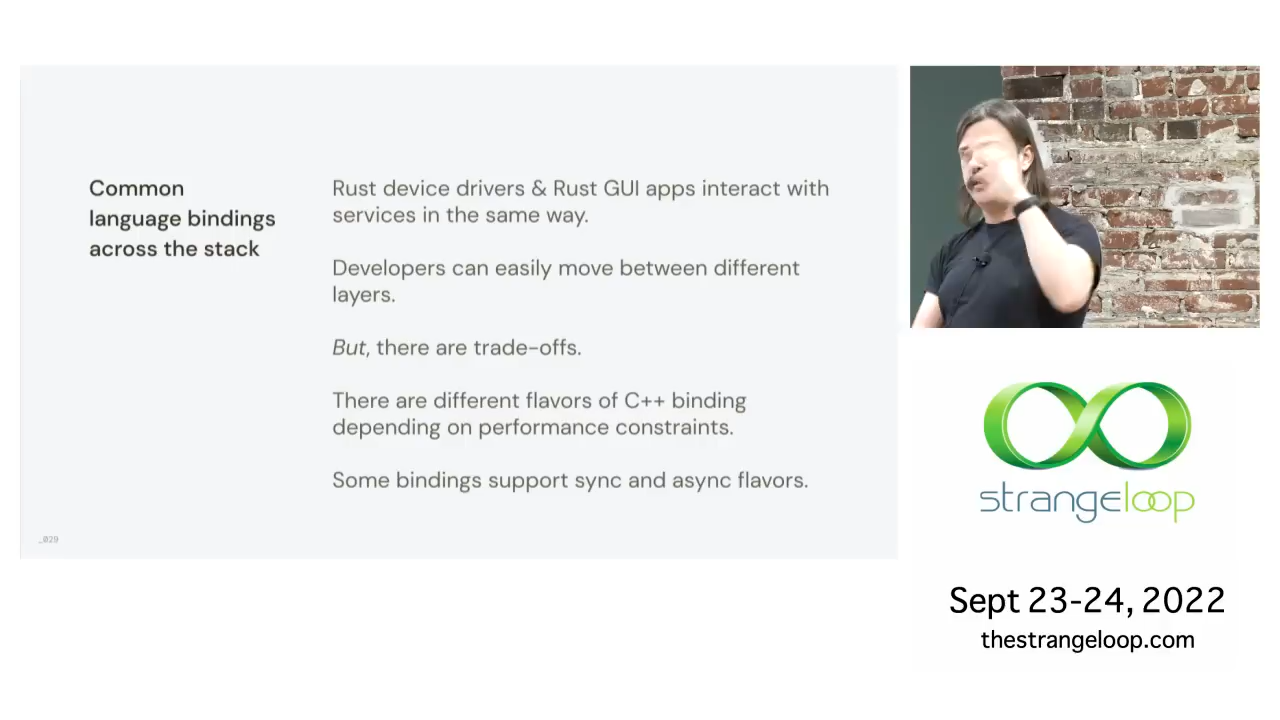 Common
language bindings
across the stack
Rust device drivers & Rust GUI apps interact with
services in the same way.
Developers can easily move between different
layers.
But, there are trade-offs.
There are different flavors of C++ binding
depending on performance constraints.
Some bindings support sync and async flavors.
_029
strangeloop
Sept 23-24, 2022
thestrangeloop.com